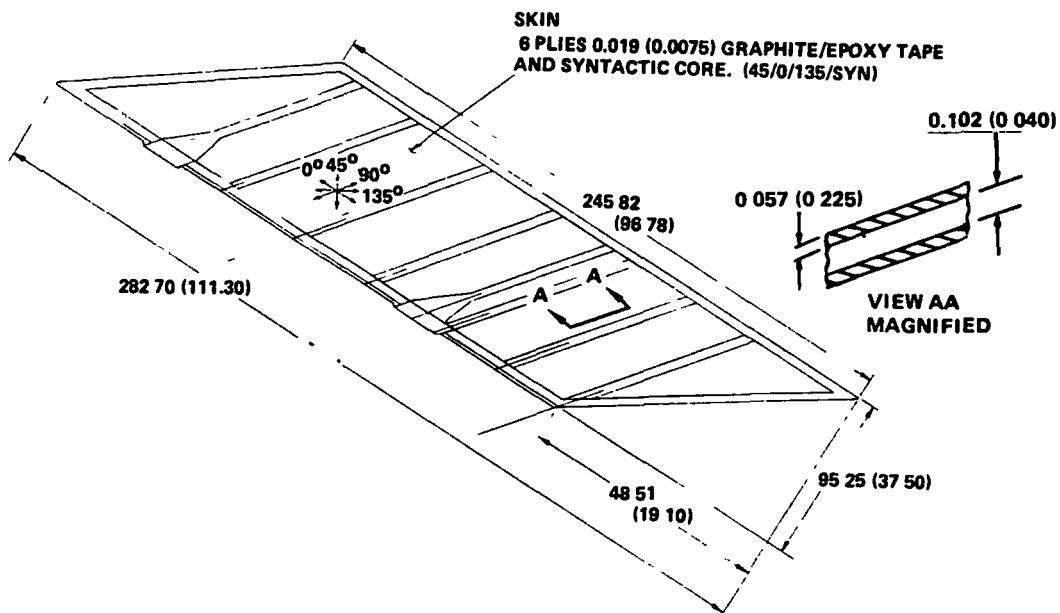 SKIN
6 PLIES 0.019 (0.0075) GRAPHITE/EPOXY TAPE
AND SYNTACTIC CORE. (45/0/135/SYN)
0.102 (0 040)
0° 45°
90°
135°
0 057 (0 225)
245 82
(96 78)
282 70 (111.30)
A
A
VIEW AA
MAGNIFIED
95 25 (37 50)
48 51
(19 10)